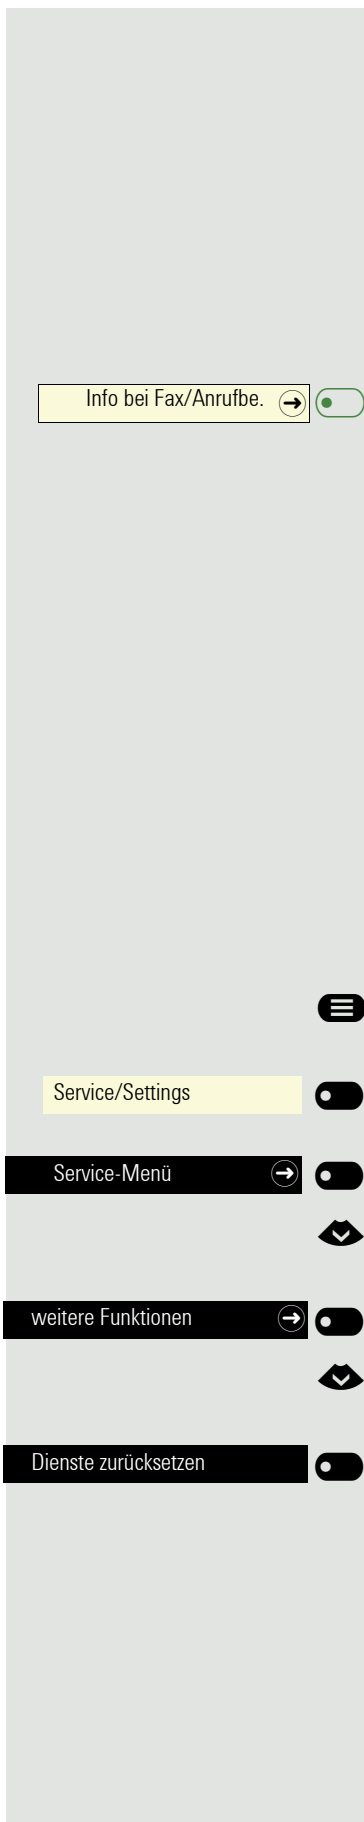 Info bei Fax/Anrufbe.
Service/Settings
Service-Menü
weitere Funktionen
Dienste zurücksetzen